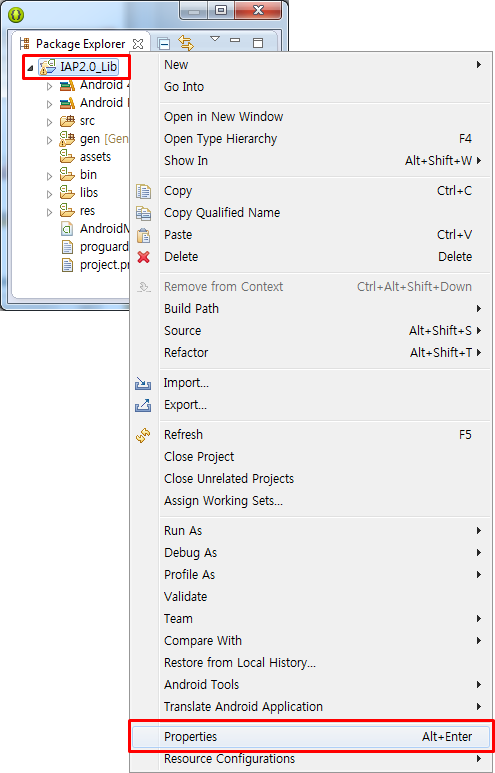 Package Explorer
IAP2.0_Lib
Android 4
Android
src
gen [Gen
assets
bin
libs
res
AndroidM
proguard
project.pr
New
Go Into
Open in New Window
Open Type Hierarchy F4
Show In Alt+Shift+W
Copy Ctrl+C
Copy Qualified Name
Paste Ctrl+V
Delete Delete
Remove from Context Ctrl+Alt+Shift+Down
Build Path
Source Alt+Shift+S
Refactor Alt+Shift+T
Import...
Export...
Refresh F5
Close Project
Close Unrelated Projects
Assign Working Sets...
Run As
Debug As
Profile As
Validate
Team
Compare With
Restore from Local History...
Android Tools
Translate Android Application
Properties Alt+Enter
Resource Configurations